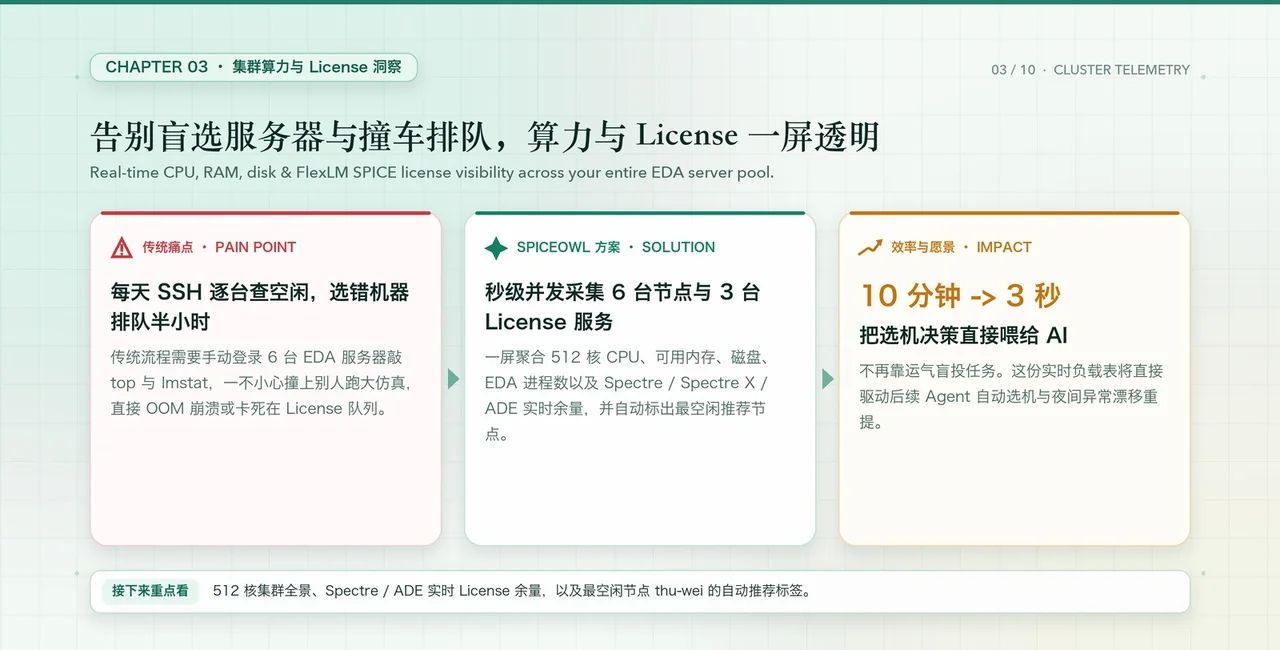 CHAPTER 03 · 集群算力与 License 洞察
03 / 10 · CLUSTER TELEMETRY
告别盲选服务器与撞车排队，算力与 License 一屏透明
Real-time CPU, RAM, disk & FlexLM SPICE license visibility across your entire EDA server pool.
传统痛点 · PAIN POINT
每天 SSH 逐台查空闲，选错机器
排队半小时
传统流程需要手动登录 6 台 EDA 服务器敲
top 与 lmstat，一不小心撞上别人跑大仿真，
直接 OOM 崩溃或卡死在 License 队列。
SPICEOWL 方案 · SOLUTION
秒级并发采集 6 台节点与 3 台
License 服务
一屏聚合 512 核 CPU、可用内存、磁盘、
EDA 进程数以及 Spectre / Spectre X /
ADE 实时余量，并自动标出最空闲推荐节
点。
效率与愿景 · IMPACT
10 分钟 -> 3 秒
把选机决策直接喂给 AI
不再靠运气盲投任务。这份实时负载表将直接
驱动后续 Agent 自动选机与夜间异常漂移重
提。
接下来重点看
512 核集群全景、Spectre / ADE 实时 License 余量，以及最空闲节点 thu-wei 的自动推荐标签。